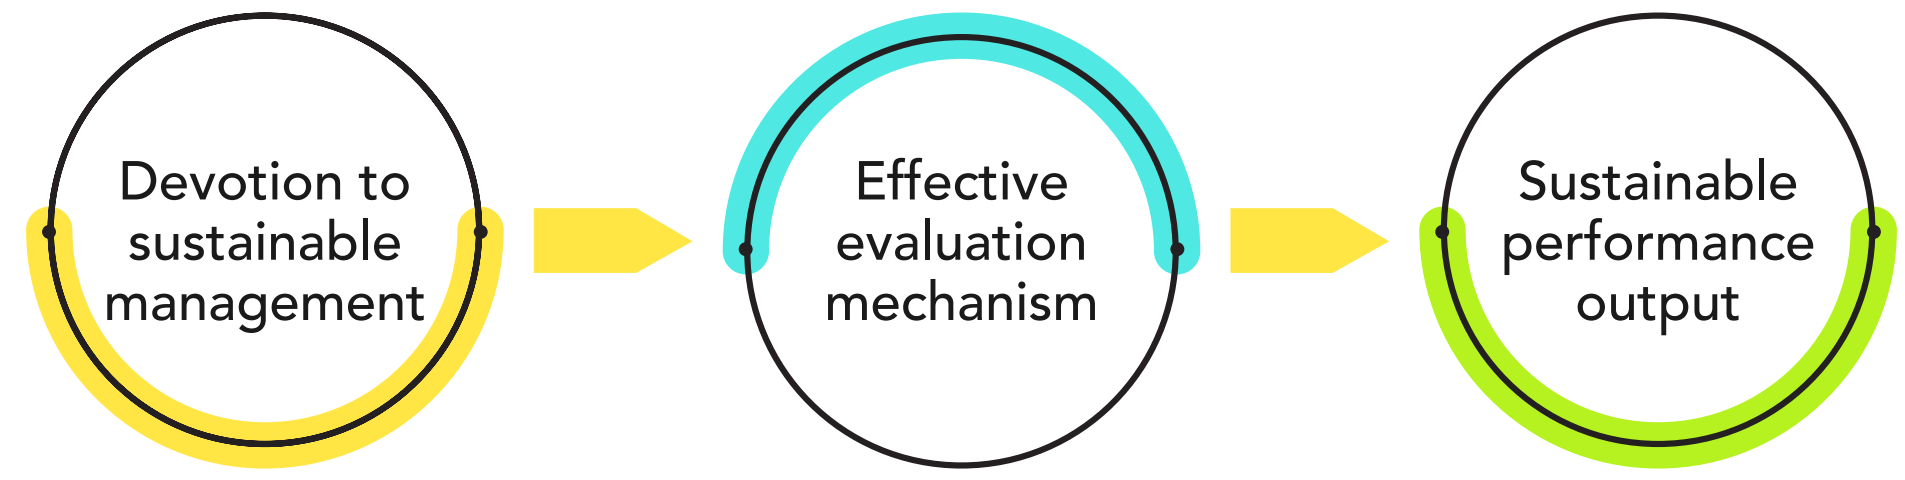 Devotion to
sustainable
management
Effective
evaluation
mechanism
Sustainable
performance
output